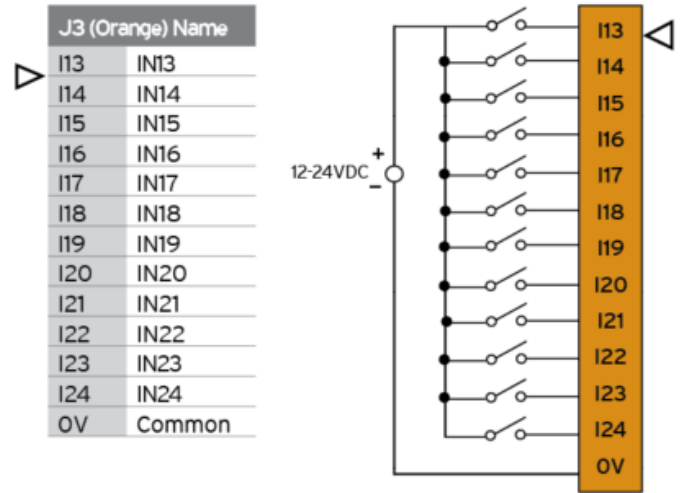 J3 (Orange) Name
I13 IN13
I14 IN14
I15 IN15
I16 IN16
I17 IN17
I18 IN18
I19 IN19
I20 IN20
I21 IN21
I22 IN22
I23 IN23
I24 IN24
0V Common
12-24VDC
+
−
I13
I14
I15
I16
I17
I18
I19
I20
I21
I22
I23
I24
0V